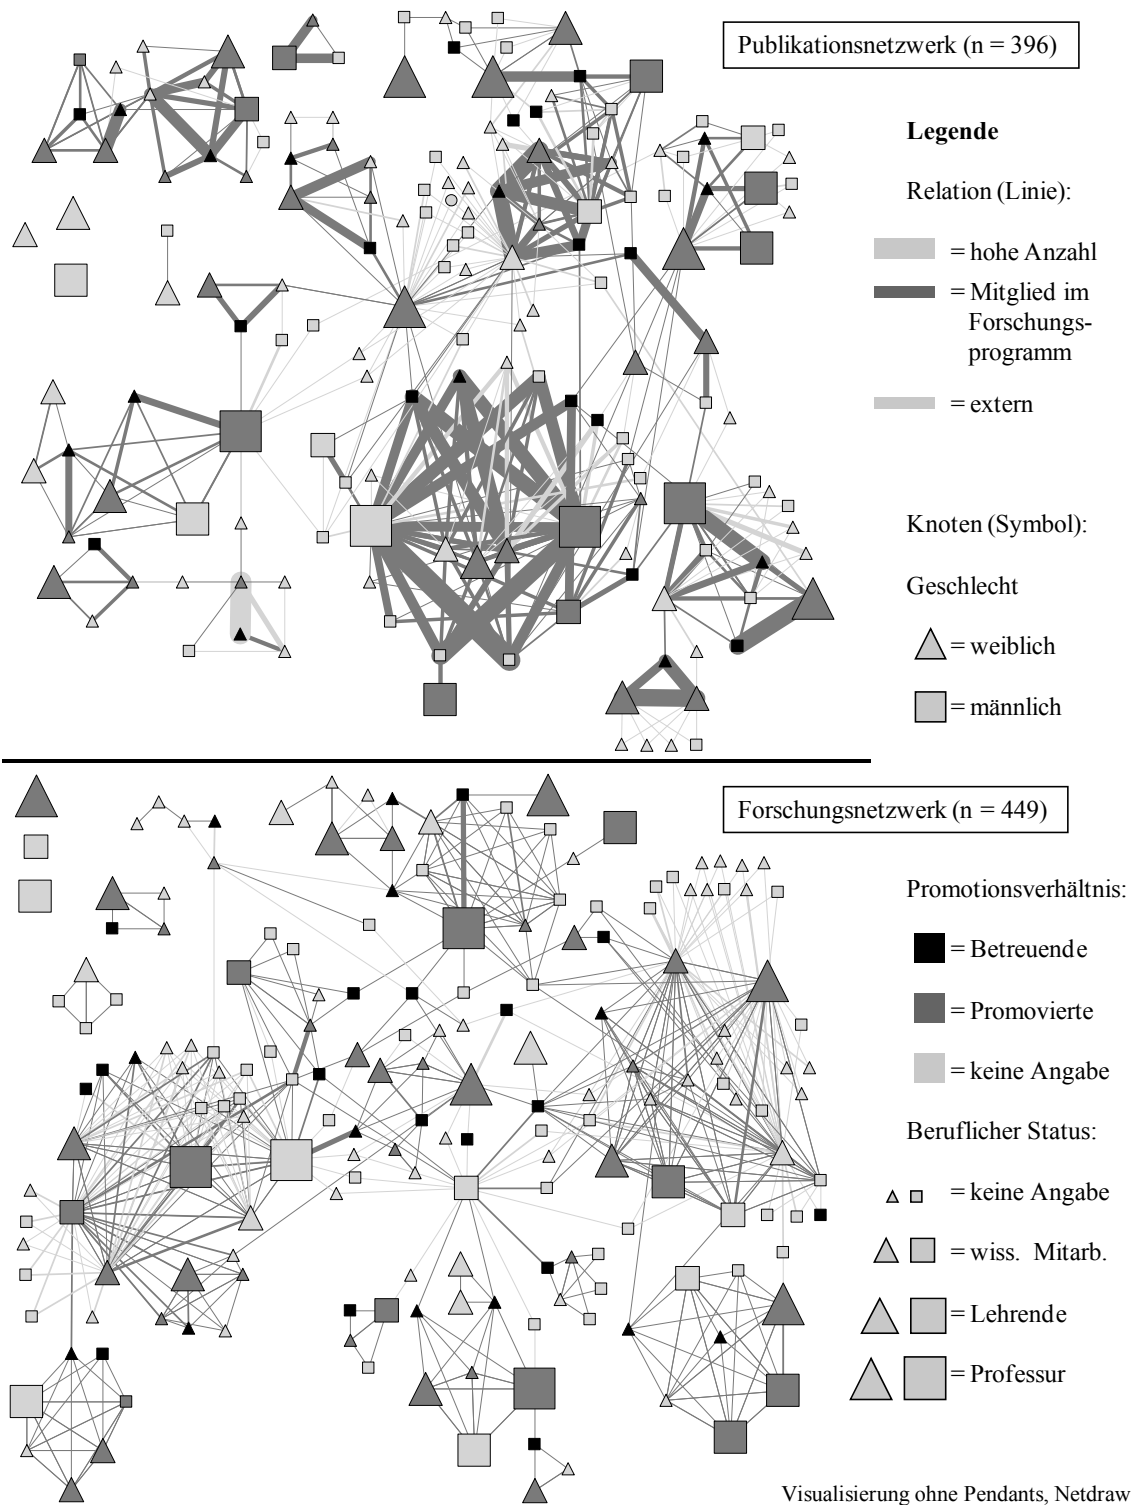 Publikationsnetzwerk (n = 396)
Legende
Relation (Linie):
= hohe Anzahl
= Mitglied im
Forschungs-
programm
= extern
Knoten (Symbol):
Geschlecht
= weiblich
= männlich
Forschungsnetzwerk (n = 449)
Promotionsverhältnis:
= Betreuende
= Promovierte
= keine Angabe
Beruflicher Status:
= keine Angabe
= wiss. Mitarb.
= Lehrende
= Professur
Visualisierung ohne Pendants, Netdraw